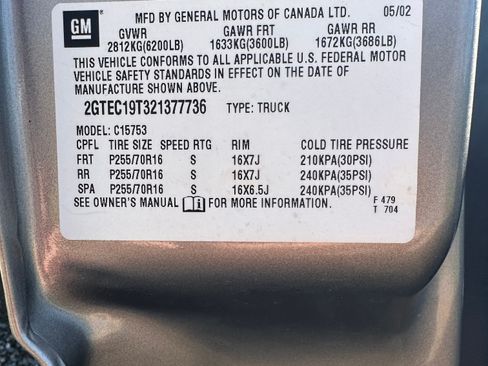 GM
MFD BY GENERAL MOTORS OF CANADA LTD. 05/02
GVWR GAWR FRT GAWR RR
2812KG(6200LB) 1633KG(3600LB) 1672KG(3686LB)
THIS VEHICLE CONFORMS TO ALL APPLICABLE U.S. FEDERAL MOTOR
VEHICLE SAFETY STANDARDS IN EFFECT ON THE DATE OF
MANUFACTURE SHOWN ABOVE.
2GTEC19T321377736 TYPE: TRUCK
MODEL: C15753
CPFL TIRE SIZE SPEED RTG RIM COLD TIRE PRESSURE
FRT P255/70R16 S 16X7J 210KPA(30PSI)
RR P255/70R16 S 16X7J 240KPA(35PSI)
SPA P255/70R16 S 16X6.5J 240KPA(35PSI)
SEE OWNER'S MANUAL FOR MORE INFORMATION. F 479
T 704